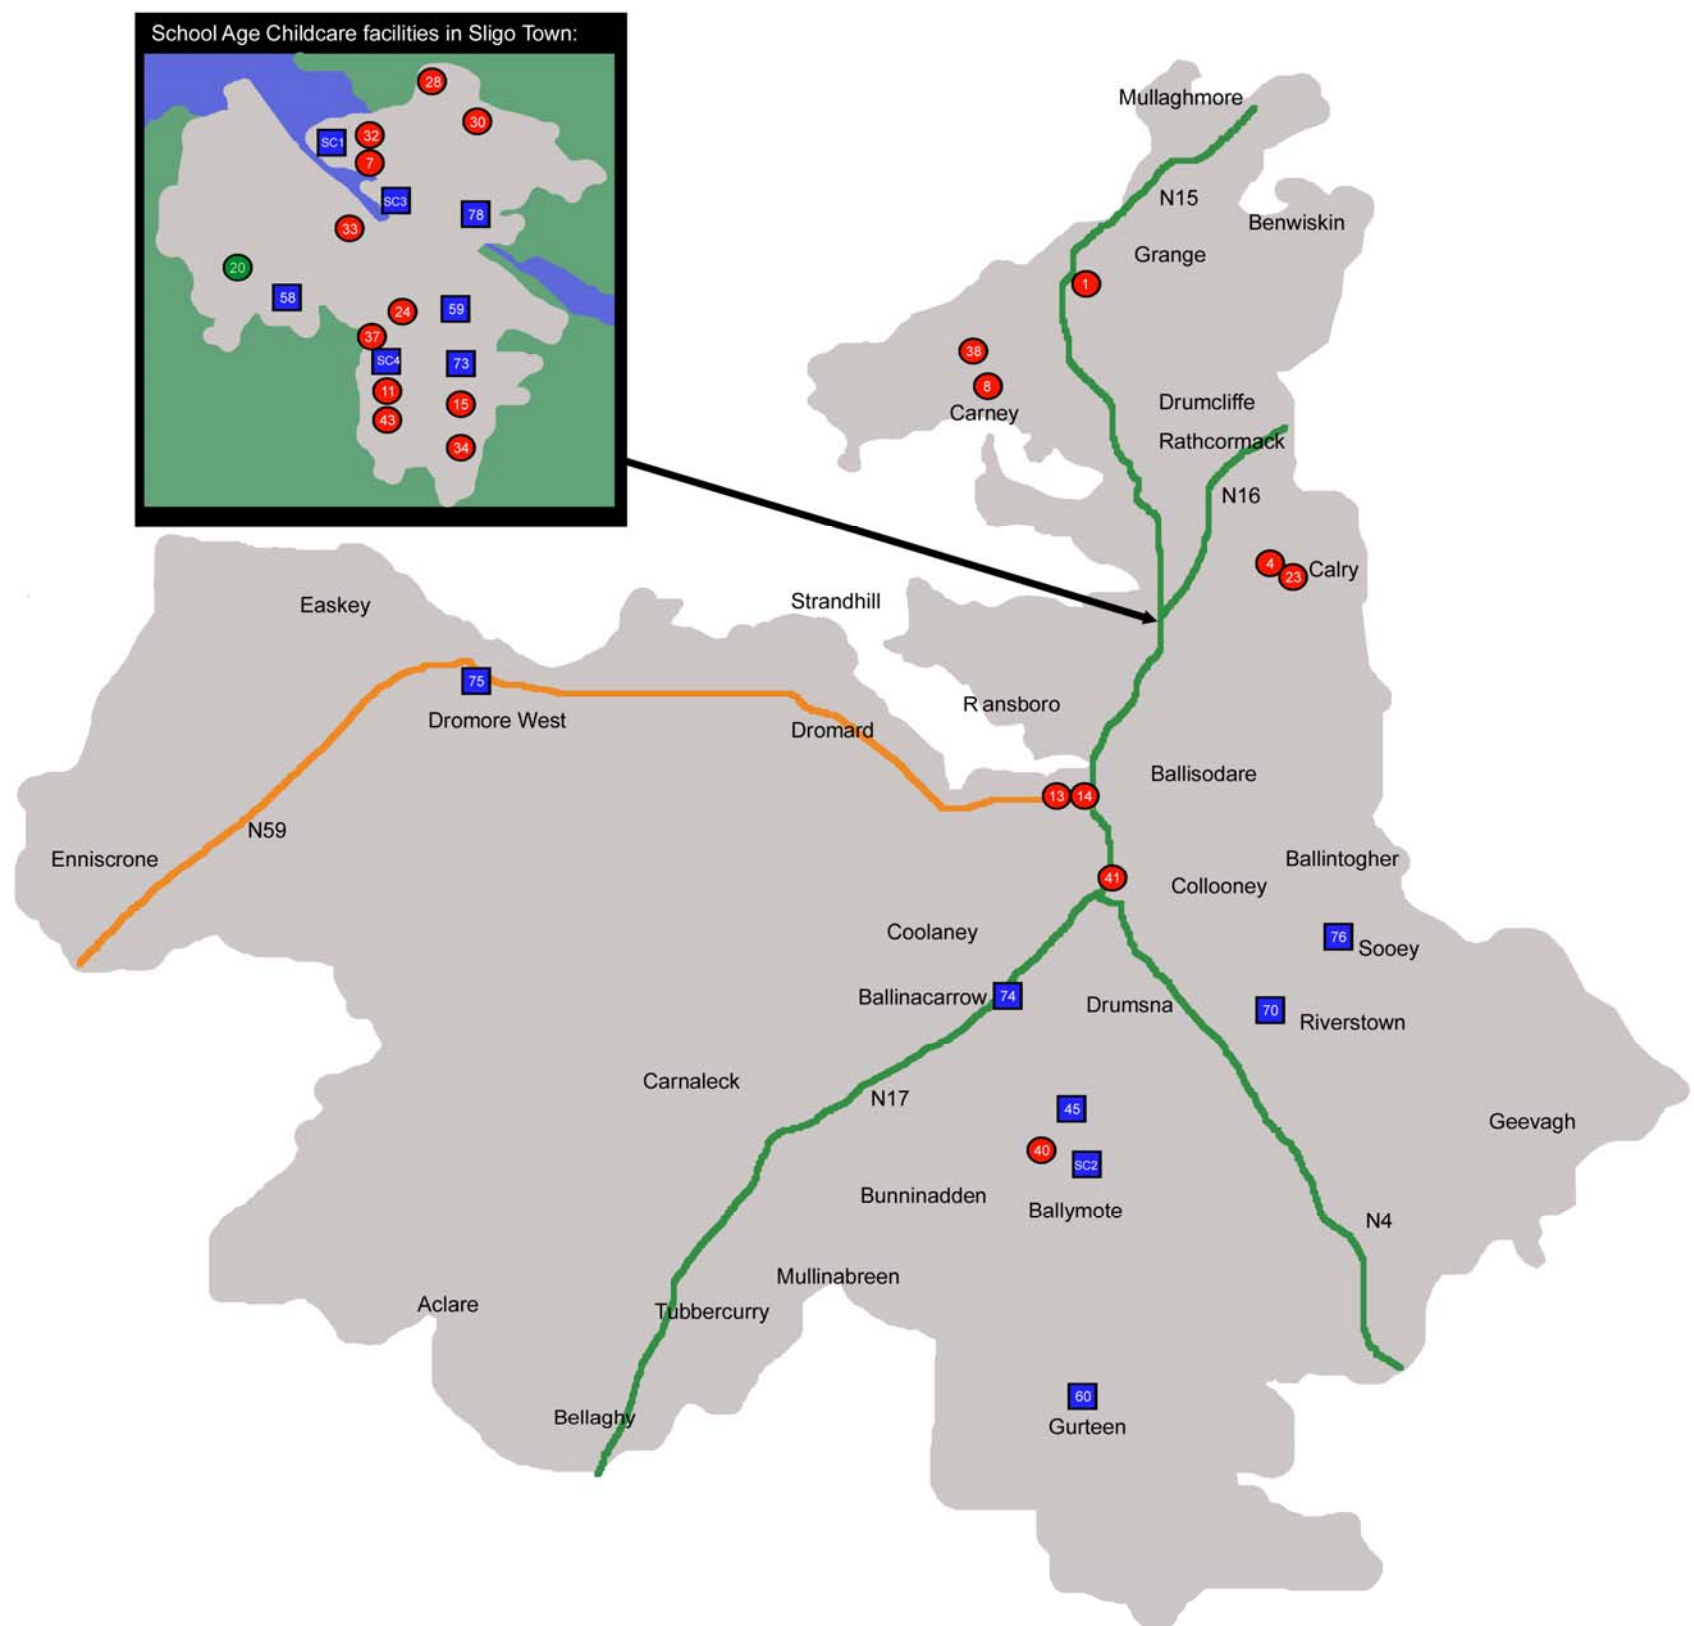 School Age Childcare facilities in Sligo Town:
28
30
32
SC1
7
SC3
78
33
20
58
24
59
37
SC4
73
11
15
43
34
Mullaghmore
N15
Benwiskin
Grange
1
38
8
Carney
Drumcliffe
Rathcormack
N16
4
23
Calry
Strandhill
Easkey
75
Dromore West
Ransboro
Dromard
Ballisodare
13
14
N59
Enniscrone
Ballintogher
41
Collooney
Coolaney
76
Sooey
Ballinacarrow
74
Drumsna
70
Riverstown
Carnaleck
N17
45
Geevagh
40
SC2
Bunninadden
Ballymote
N4
Mullinabreen
Aclare
Tubbercurry
60
Bellaghy
Gurteen